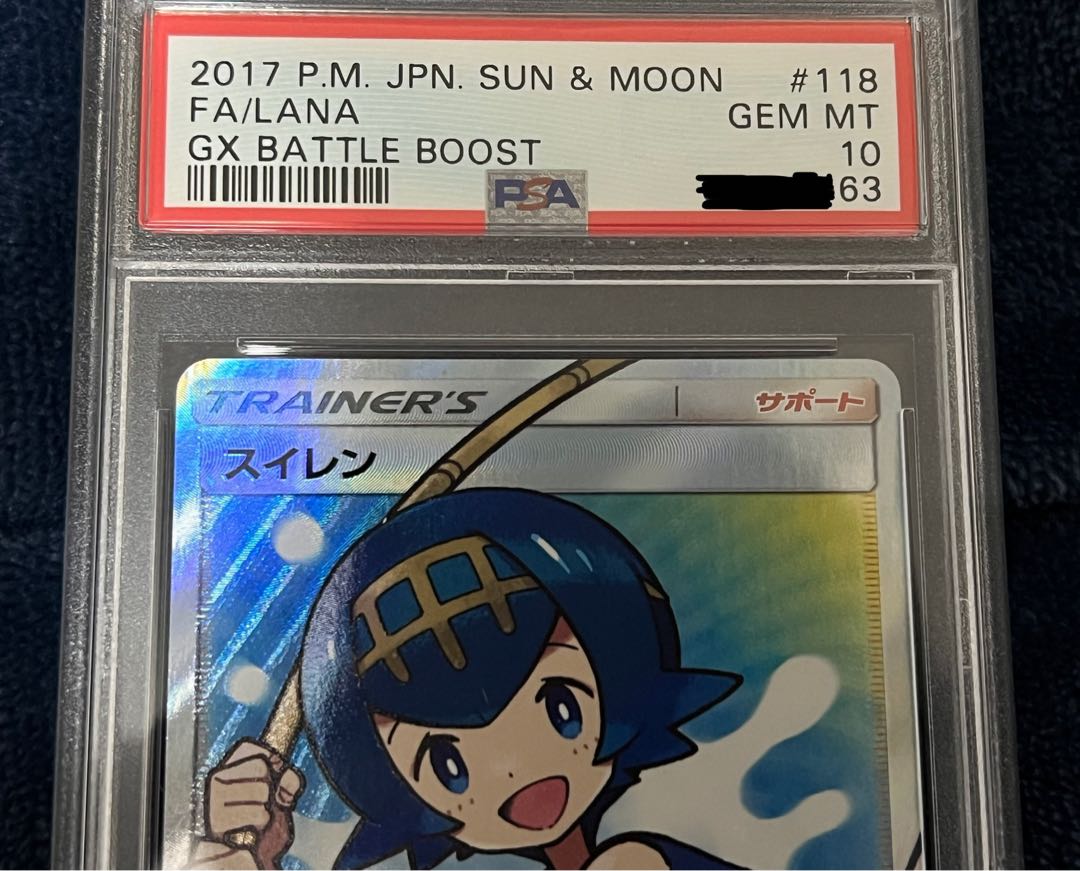 2017 P.M. JPN. SUN & MOON #118
FA/LANA GEM MT
GX BATTLE BOOST 10
63
PSA
TRAINER'S サポート
スイレン